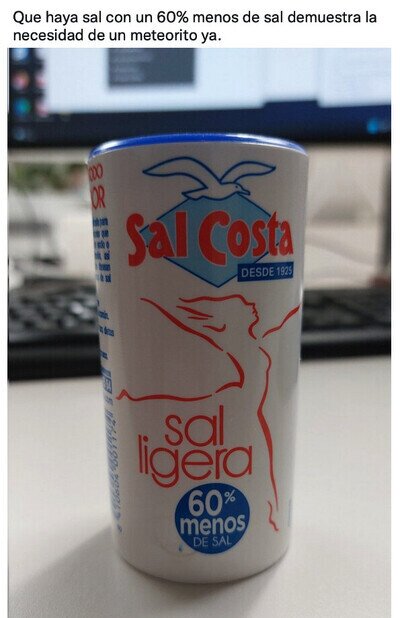 Que haya sal con un 60% menos de sal demuestra la
necesidad de un meteorito ya.
Sal Costa
DESDE 1925
sal
ligera
60%
menos
DE SAL